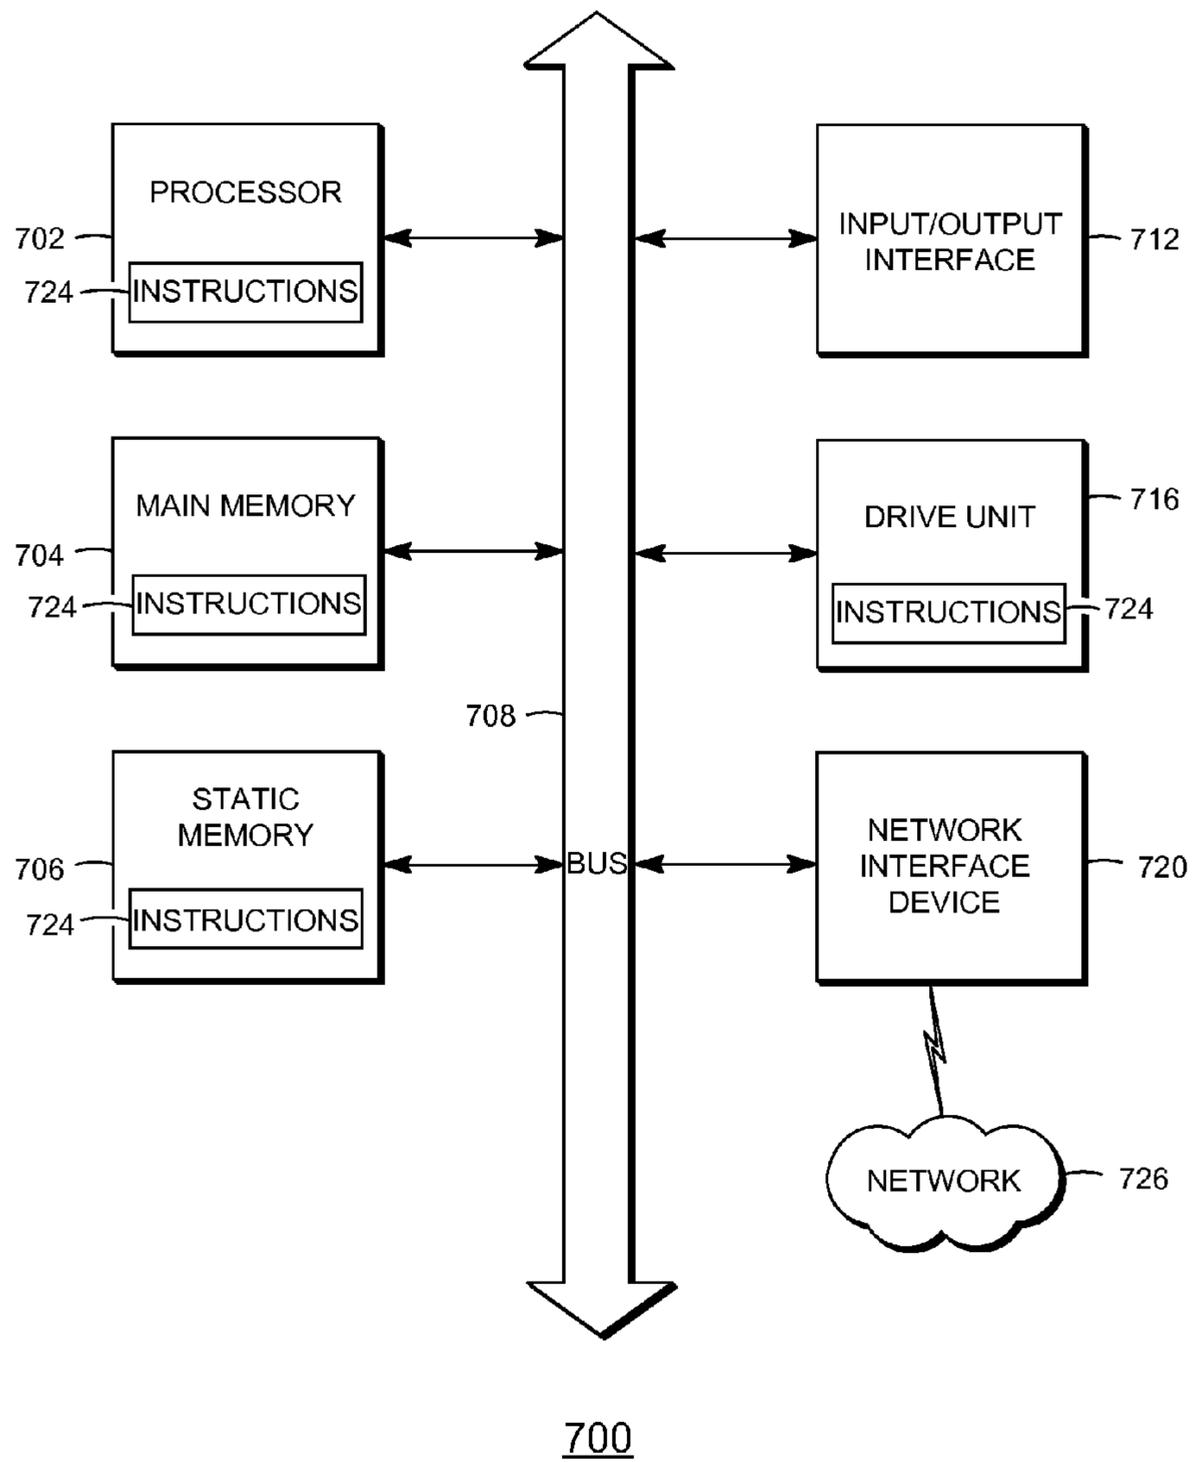 PROCESSOR
702
724
INSTRUCTIONS
MAIN MEMORY
704
724
INSTRUCTIONS
708
STATIC
MEMORY
706
724
INSTRUCTIONS
BUS
INPUT/OUTPUT
INTERFACE
712
DRIVE UNIT
716
INSTRUCTIONS
724
NETWORK
INTERFACE
DEVICE
720
NETWORK
726
700